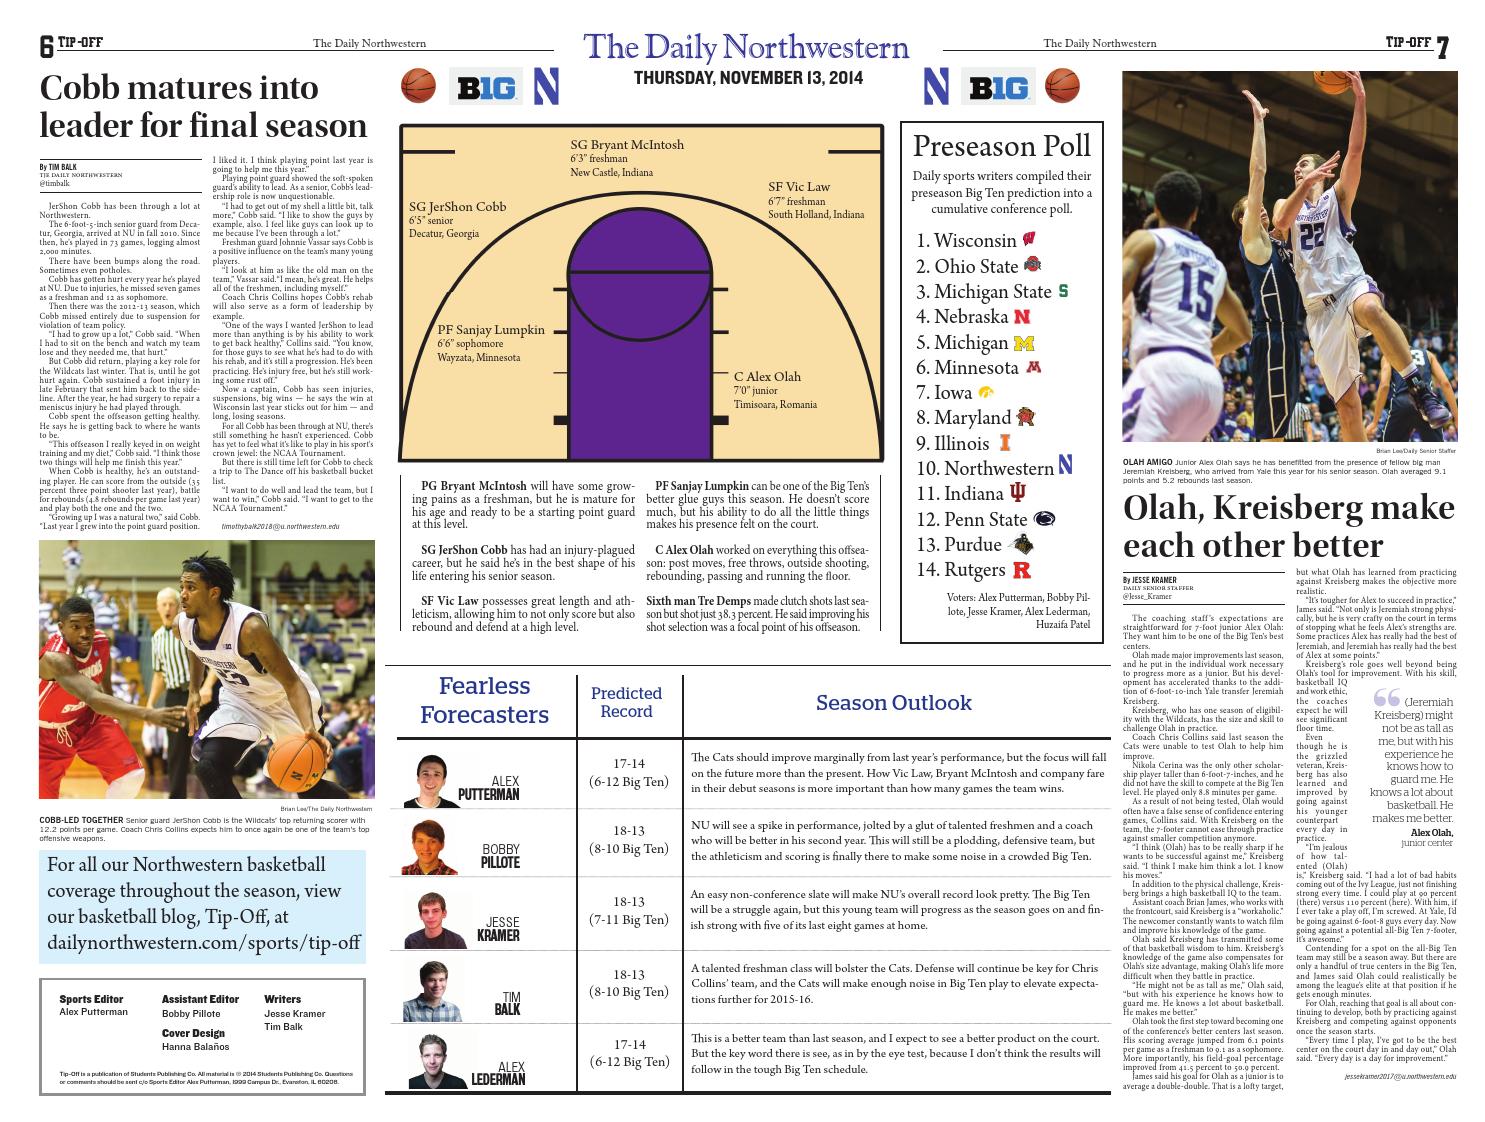 6 TIP-OFF
The Daily Northwestern
The Daily Northwestern
THURSDAY, NOVEMBER 13, 2014
The Daily Northwestern
TIP-OFF 7
B1G N
N B1G
Cobb matures into
leader for final season
By TIM BALK
TJE DAILY NORTHWESTERN
@timbalk
JerShon Cobb has been through a lot at
Northwestern.
The 6-foot-5-inch senior guard from Deca-
tur, Georgia, arrived at NU in fall 2010. Since
then, he's played in 73 games, logging almost
2,000 minutes.
There have been bumps along the road.
Sometimes even potholes.
Cobb has gotten hurt every year he's played
at NU. Due to injuries, he missed seven games
as a freshman and 12 as sophomore.
Then there was the 2012-13 season, which
Cobb missed entirely due to suspension for
violation of team policy.
"I had to grow up a lot," Cobb said. "When
I had to sit on the bench and watch my team
lose and they needed me, that hurt."
But Cobb did return, playing a key role for
the Wildcats last winter. That is, until he got
hurt again. Cobb sustained a foot injury in
late February that sent him back to the side-
line. After the year, he had surgery to repair a
meniscus injury he had played through.
Cobb spent the offseason getting healthy.
He says he is getting back to where he wants
to be.
"This offseason I really keyed in on weight
training and my diet," Cobb said. "I think those
two things will help me finish this year."
When Cobb is healthy, he's an outstand-
ing player. He can score from the outside (35
percent three point shooter last year), battle
for rebounds (4.8 rebounds per game last year)
and play both the one and the two.
"Growing up I was a natural two," said Cobb.
"Last year I grew into the point guard position.
I liked it. I think playing point last year is
going to help me this year."
Playing point guard showed the soft-spoken
guard's ability to lead. As a senior, Cobb's lead-
ership role is now unquestionable.
"I had to get out of my shell a little bit, talk
more," Cobb said. "I like to show the guys by
example, also. I feel like guys can look up to
me because I've been through a lot."
Freshman guard Johnnie Vassar says Cobb is
a positive influence on the team's many young
players.
"I look at him as like the old man on the
team," Vassar said."I mean, he's great. He helps
all of the freshmen, including myself."
Coach Chris Collins hopes Cobb's rehab
will also serve as a form of leadership by
example.
"One of the ways I wanted JerShon to lead
more than anything is by his ability to work
to get back healthy," Collins said. "You know,
for those guys to see what he's had to do with
his rehab, and it's still a progression. He's been
practicing. He's injury free, but he's still work-
ing some rust off."
Now a captain, Cobb has seen injuries,
suspensions, big wins — he says the win at
Wisconsin last year sticks out for him — and
long, losing seasons.
For all Cobb has been through at NU, there's
still something he hasn't experienced. Cobb
has yet to feel what it's like to play in his sport's
crown jewel: the NCAA Tournament.
But there is still time left for Cobb to check
a trip to The Dance of his basketball bucket
list.
"I want to do well and lead the team, but I
want to win," Cobb said. "I want to get to the
NCAA Tournament."
timothybalk2018@u.northwestern.edu
Brian Lee/The Daily Northwestern
COBB-LED TOGETHER Senior guard JerShon Cobb is the Wildcats' top returning scorer with
12.2 points per game. Coach Chris Collins expects him to once again be one of the team's top
offensive weapons.
For all our Northwestern basketball
coverage throughout the season, view
our basketball blog, Tip-Off, at
dailynorthwestern.com/sports/tip-off
Sports Editor
Alex Putterman
Assistant Editor
Bobby Pillote
Cover Design
Hanna Balaños
Writers
Jesse Kramer
Tim Balk
Tip-Off is a publication of Students Publishing Co. All material is © 2014 Students Publishing Co. Questions
or comments should be sent c/o Sports Editor Alex Putterman, 1999 Campus Dr., Evanston, IL 60208.
SG Bryant McIntosh
6'3" freshman
New Castle, Indiana
SF Vic Law
6'7" freshman
South Holland, Indiana
SG JerShon Cobb
6'5" senior
Decatur, Georgia
PF Sanjay Lumpkin
6'6" sophomore
Wayzata, Minnesota
C Alex Olah
7'0" junior
Timisoara, Romania
PG Bryant McIntosh will have some grow-
ing pains as a freshman, but he is mature for
his age and ready to be a starting point guard
at this level.
SG JerShon Cobb has had an injury-plagued
career, but he said he's in the best shape of his
life entering his senior season.
SF Vic Law possesses great length and ath-
leticism, allowing him to not only score but also
rebound and defend at a high level.
PF Sanjay Lumpkin can be one of the Big Ten's
better glue guys this season. He doesn't score
much, but his ability to do all the little things
makes his presence felt on the court.
C Alex Olah worked on everything this offsea-
son: post moves, free throws, outside shooting,
rebounding, passing and running the floor.
Sixth man Tre Demps made clutch shots last sea-
son but shot just 38.3 percent. He said improving his
shot selection was a focal point of his offseason.
Preseason Poll
Daily sports writers compiled their
preseason Big Ten prediction into a
cumulative conference poll.
1. Wisconsin
2. Ohio State
3. Michigan State
4. Nebraska
5. Michigan
6. Minnesota
7. Iowa
8. Maryland
9. Illinois
10. Northwestern
11. Indiana
12. Penn State
13. Purdue
14. Rutgers
Voters: Alex Putterman, Bobby Pil-
lote, Jesse Kramer, Alex Lederman,
Huzaifa Patel
Fearless
Forecasters
Predicted
Record
Season Outlook
ALEX
PUTTERMAN
17-14
(6-12 Big Ten)
The Cats should improve marginally from last year's performance, but the focus will fall
on the future more than the present. How Vic Law, Bryant McIntosh and company fare
in their debut seasons is more important than how many games the team wins.
BOBBY
PILLOTE
18-13
(8-10 Big Ten)
NU will see a spike in performance, jolted by a glut of talented freshmen and a coach
who will be better in his second year. This will still be a plodding, defensive team, but
the athleticism and scoring is finally there to make some noise in a crowded Big Ten.
JESSE
KRAMER
18-13
(7-11 Big Ten)
An easy non-conference slate will make NU's overall record look pretty. The Big Ten
will be a struggle again, but this young team will progress as the season goes on and fin-
ish strong with five of its last eight games at home.
TIM
BALK
18-13
(8-10 Big Ten)
A talented freshman class will bolster the Cats. Defense will continue be key for Chris
Collins' team, and the Cats will make enough noise in Big Ten play to elevate expecta-
tions further for 2015-16.
ALEX
LEDERMAN
17-14
(6-12 Big Ten)
This is a better team than last season, and I expect to see a better product on the court.
But the key word there is see, as in by the eye test, because I don't think the results will
follow in the tough Big Ten schedule.
15
22
3
Brian Lee/Daily Senior Staffer
OLAH AMIGO Junior Alex Olah says he has benefitted from the presence of fellow big man
Jeremiah Kreisberg, who arrived from Yale this year for his senior season. Olah averaged 9.1
points and 5.2 rebounds last season.
Olah, Kreisberg make
each other better
By JESSE KRAMER
DAILY SENIOR STAFFER
@Jesse_Kramer
The coaching staff's expectations are
straightforward for 7-foot junior Alex Olah:
They want him to be one of the Big Ten's best
centers.
Olah made major improvements last season,
and he put in the individual work necessary
to progress more as a junior. But his devel-
opment has accelerated thanks to the addi-
tion of 6-foot-10-inch Yale transfer Jeremiah
Kreisberg.
Kreisberg, who has one season of eligibil-
ity with the Wildcats, has the size and skill to
challenge Olah in practice.
Coach Chris Collins said last season the
Cats were unable to test Olah to help him
improve.
Nikola Cerina was the only other scholar-
ship player taller than 6-foot-7-inches, and he
did not have the skill to compete at the Big Ten
level. He played only 8.8 minutes per game.
As a result of not being tested, Olah would
often have a false sense of confidence entering
games, Collins said. With Kreisberg on the
team, the 7-footer cannot cease through practice
against smaller competition anymore.
"I think (Olah) has to be really sharp if he
wants to be successful against me," Kreisberg
said. "I think I make him think a lot. I know
his moves."
In addition to the physical challenge, Kreis-
berg brings a high basketball IQ to the team.
Assistant coach Brian James, who works with
the frontcourt, said Kreisberg is a "workaholic."
The newcomer constantly wants to watch film
and improve his knowledge of the game.
Olah said Kreisberg has transmitted some
of that basketball wisdom to him. Kreisberg's
knowledge of the game also compensates for
Olah's size advantage, making Olah's life more
difficult when they battle in practice.
"He might not be as tall as me," Olah said,
"but with his experience he knows how to
guard me. He knows a lot about basketball.
He makes me better."
Olah took the first step toward becoming one
of the conference's better centers last season.
His scoring average jumped from 6.1 points
per game as a freshman to 9.1 as a sophomore.
More importantly, his field-goal percentage
improved from 41.5 percent to 50.9 percent.
James said his goal for Olah as a junior is to
average a double-double. That is a lofty target,
but what Olah has learned from practicing
against Kreisberg makes the objective more
realistic.
"It's tougher for Alex to succeed in practice,"
James said. "Not only is Jeremiah strong physi-
cally, but he is very crafty on the court in terms
of stopping what he feels Alex's strengths are.
Some practices Alex has really had the best of
Jeremiah, and Jeremiah has really had the best
of Alex at some points."
Kreisberg's role goes well beyond being
Olah's tool for improvement. With his skill,
basketball IQ
and work ethic,
the coaches
expect he will
see significant
floor time.
Even
though he is
the grizzled
veteran, Kreis-
berg has also
learned and
improved by
going against
his younger
counterpart
every day in
practice.
"I'm jealous
of how tal-
ented (Olah)
is," Kreisberg said. "I had a lot of bad habits
coming out of the Ivy League, just not finishing
strong every time. I could play at 90 percent
(there) versus 110 percent (here). With him, if
I ever take a play off, I'm screwed. At Yale, I'd
be going against 6-foot-8 guys every day. Now
going against a potential all-Big Ten 7-footer,
it's awesome."
Contending for a spot on the all-Big Ten
team may still be a season away. But there are
only a handful of true centers in the Big Ten,
and James said Olah could realistically be
among the league's elite at that position if he
gets enough minutes.
For Olah, reaching that goal is all about con-
tinuing to develop, both by practicing against
Kreisberg and competing against opponents
once the season starts.
"Every time I play, I've got to be the best
center on the court day in and day out," Olah
said. "Every day is a day for improvement."
jessekramer2017@u.northwestern.edu
“ (Jeremiah
Kreisberg) might
not be as tall as
me, but with his
experience he
knows how to
guard me. He
knows a lot about
basketball. He
makes me better.
Alex Olah,
junior center